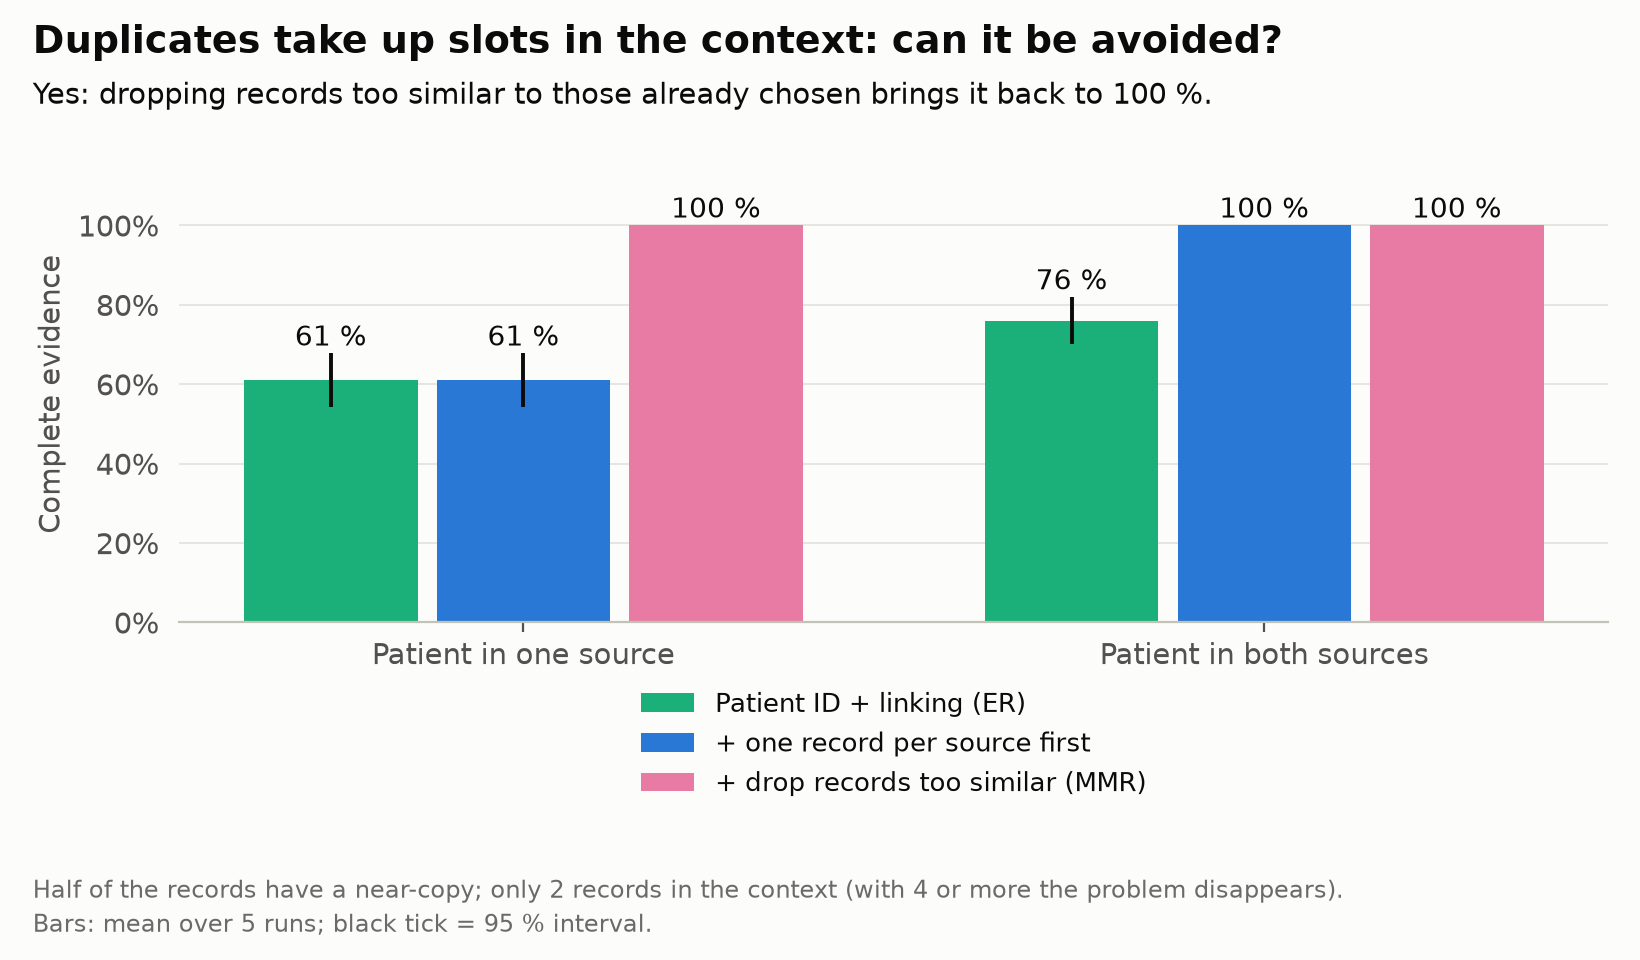 Duplicates take up slots in the context: can it be avoided?
Yes: dropping records too similar to those already chosen brings it back to 100 %.
Complete evidence
100%
80%
60%
40%
20%
0%
61 %
61 %
100 %
76 %
100 %
100 %
Patient in one source
Patient in both sources
Patient ID + linking (ER)
+ one record per source first
+ drop records too similar (MMR)
Half of the records have a near-copy; only 2 records in the context (with 4 or more the problem disappears).
Bars: mean over 5 runs; black tick = 95 % interval.